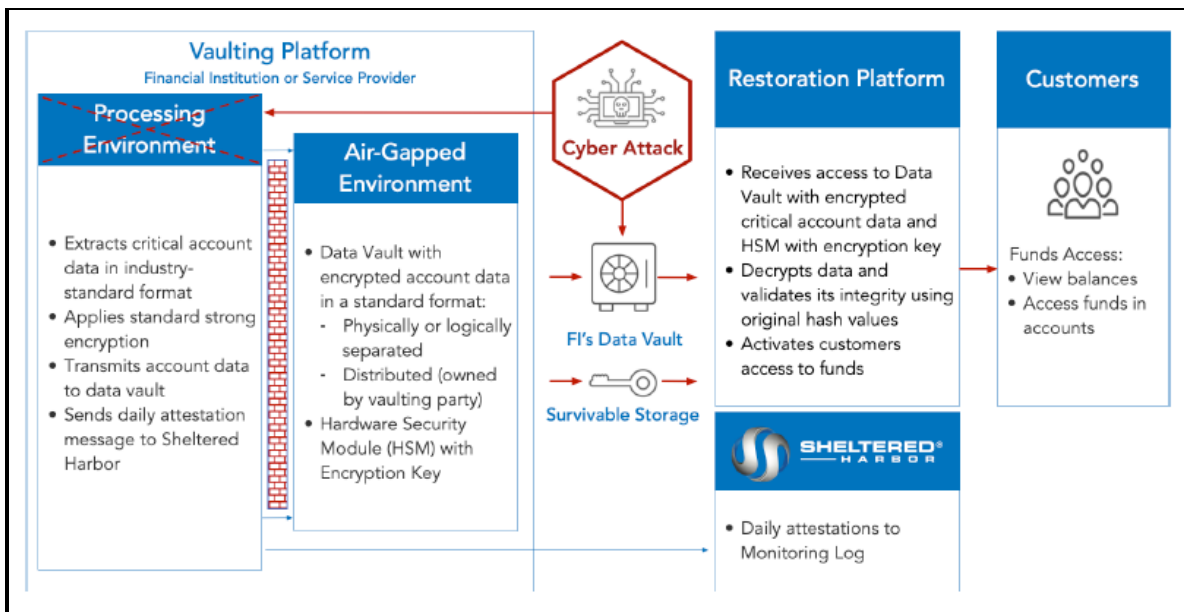 Vaulting Platform
Financial Institution or Service Provider
Processing
Environment
• Extracts critical account
data in industry-
standard format
• Applies standard strong
encryption
• Transmits account data
to data vault
• Sends daily attestation
message to Sheltered
Harbor
Air-Gapped
Environment
• Data Vault with
encrypted account data
in a standard format:
- Physically or logically
separated
- Distributed (owned
by vaulting party)
• Hardware Security
Module (HSM) with
Encryption Key
Cyber Attack
FI's Data Vault
Survivable Storage
Restoration Platform
• Receives access to Data
Vault with encrypted
critical account data and
HSM with encryption key
• Decrypts data and
validates its integrity using
original hash values
• Activates customers
access to funds
SHELTERED®
HARBOR
• Daily attestations to
Monitoring Log
Customers
Funds Access:
• View balances
• Access funds in
accounts